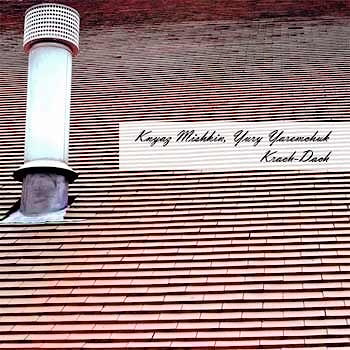 Knyaz Mishkin, Yury Yaremchuk
Krach-Dach